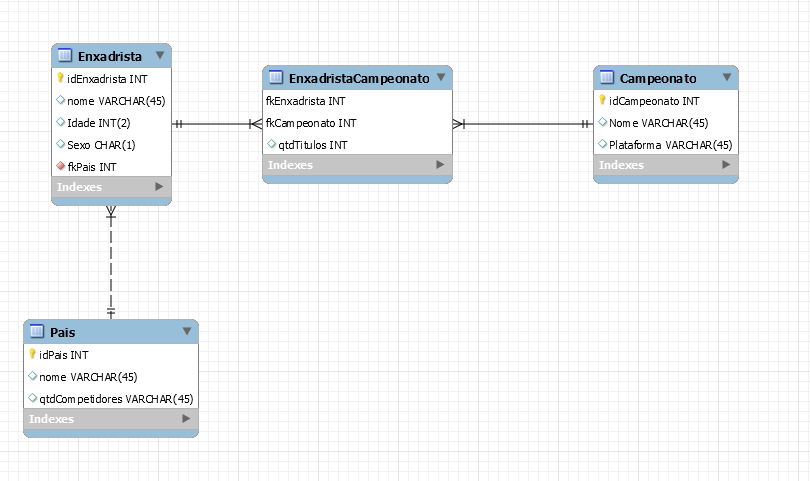 Enxadrista
idEnxadrista INT
nome VARCHAR(45)
Idade INT(2)
Sexo CHAR(1)
fkPais INT
Indexes
EnxadristaCampeonato
fkEnxadrista INT
fkCampeonato INT
qtdTitulos INT
Indexes
Campeonato
idCampeonato INT
Nome VARCHAR(45)
Plataforma VARCHAR(45)
Indexes
Pais
idPais INT
nome VARCHAR(45)
qtdCompetidores VARCHAR(45)
Indexes